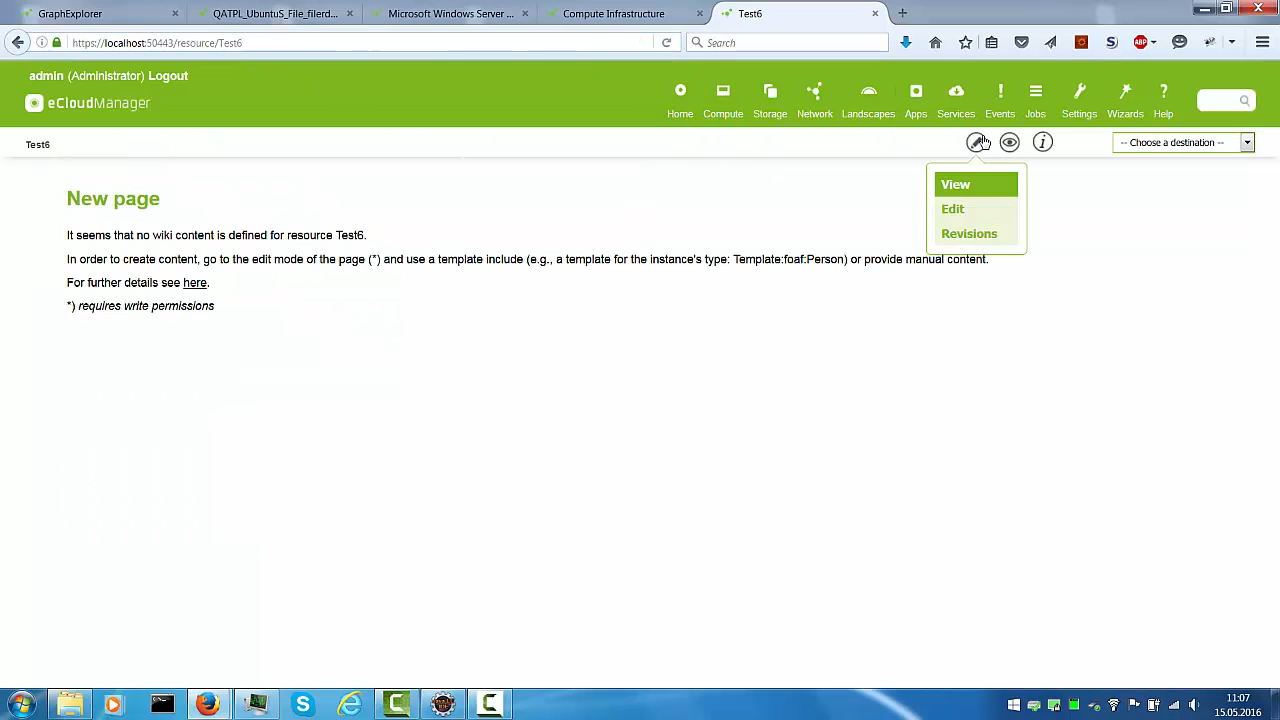 GraphExplorer
QATPL_UbuntuS_File_filerd...
Microsoft Windows Server ...
Compute Infrastructure
Test6
https://localhost:50443/resource/Test6
Search
ABP
admin (Administrator) Logout
eCloudManager
Home
Compute
Storage
Network
Landscapes
Apps
Services
Events
Jobs
Settings
Wizards
Help
Test6
-- Choose a destination --
View
Edit
Revisions
New page
It seems that no wiki content is defined for resource Test6.
In order to create content, go to the edit mode of the page (*) and use a template include (e.g., a template for the instance's type: Template:foaf:Person) or provide manual content.
For further details see here.
*) requires write permissions
11:07
15.05.2016